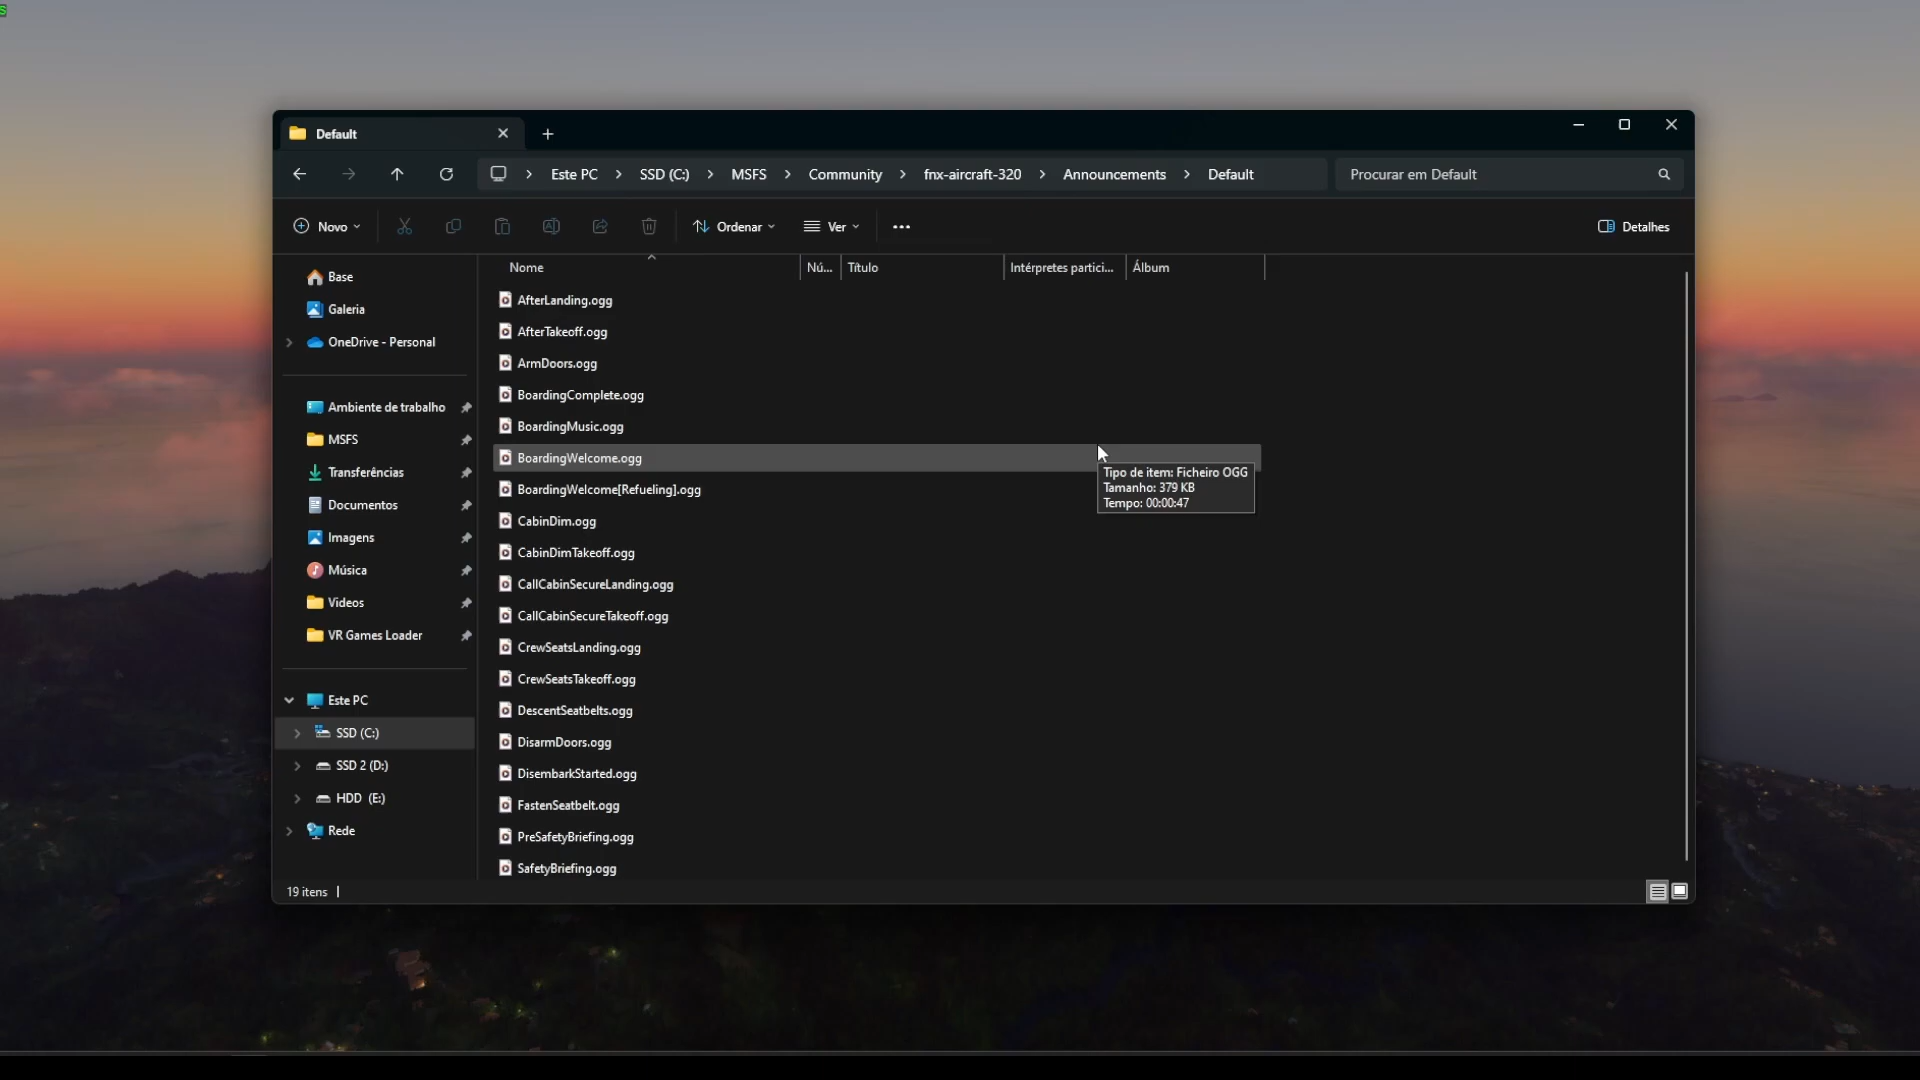 s
Default
Este PC > SSD (C:) > MSFS > Community > fnx-aircraft-320 > Announcements > Default
Procurar em Default
Novo
Ordenar
Ver
Detalhes
Base
Galeria
OneDrive - Personal
Ambiente de trabalho
MSFS
Transferências
Documentos
Imagens
Música
Videos
VR Games Loader
Este PC
SSD (C:)
SSD 2 (D:)
HDD (E:)
Rede
Nome Nú... Título Intérpretes partici... Álbum
AfterLanding.ogg
AfterTakeoff.ogg
ArmDoors.ogg
BoardingComplete.ogg
BoardingMusic.ogg
BoardingWelcome.ogg
BoardingWelcome[Refueling].ogg
CabinDim.ogg
CabinDimTakeoff.ogg
CallCabinSecureLanding.ogg
CallCabinSecureTakeoff.ogg
CrewSeatsLanding.ogg
CrewSeatsTakeoff.ogg
DescentSeatbelts.ogg
DisarmDoors.ogg
DisembarkStarted.ogg
FastenSeatbelt.ogg
PreSafetyBriefing.ogg
SafetyBriefing.ogg
Tipo de item: Ficheiro OGG
Tamanho: 379 KB
Tempo: 00:00:47
19 itens